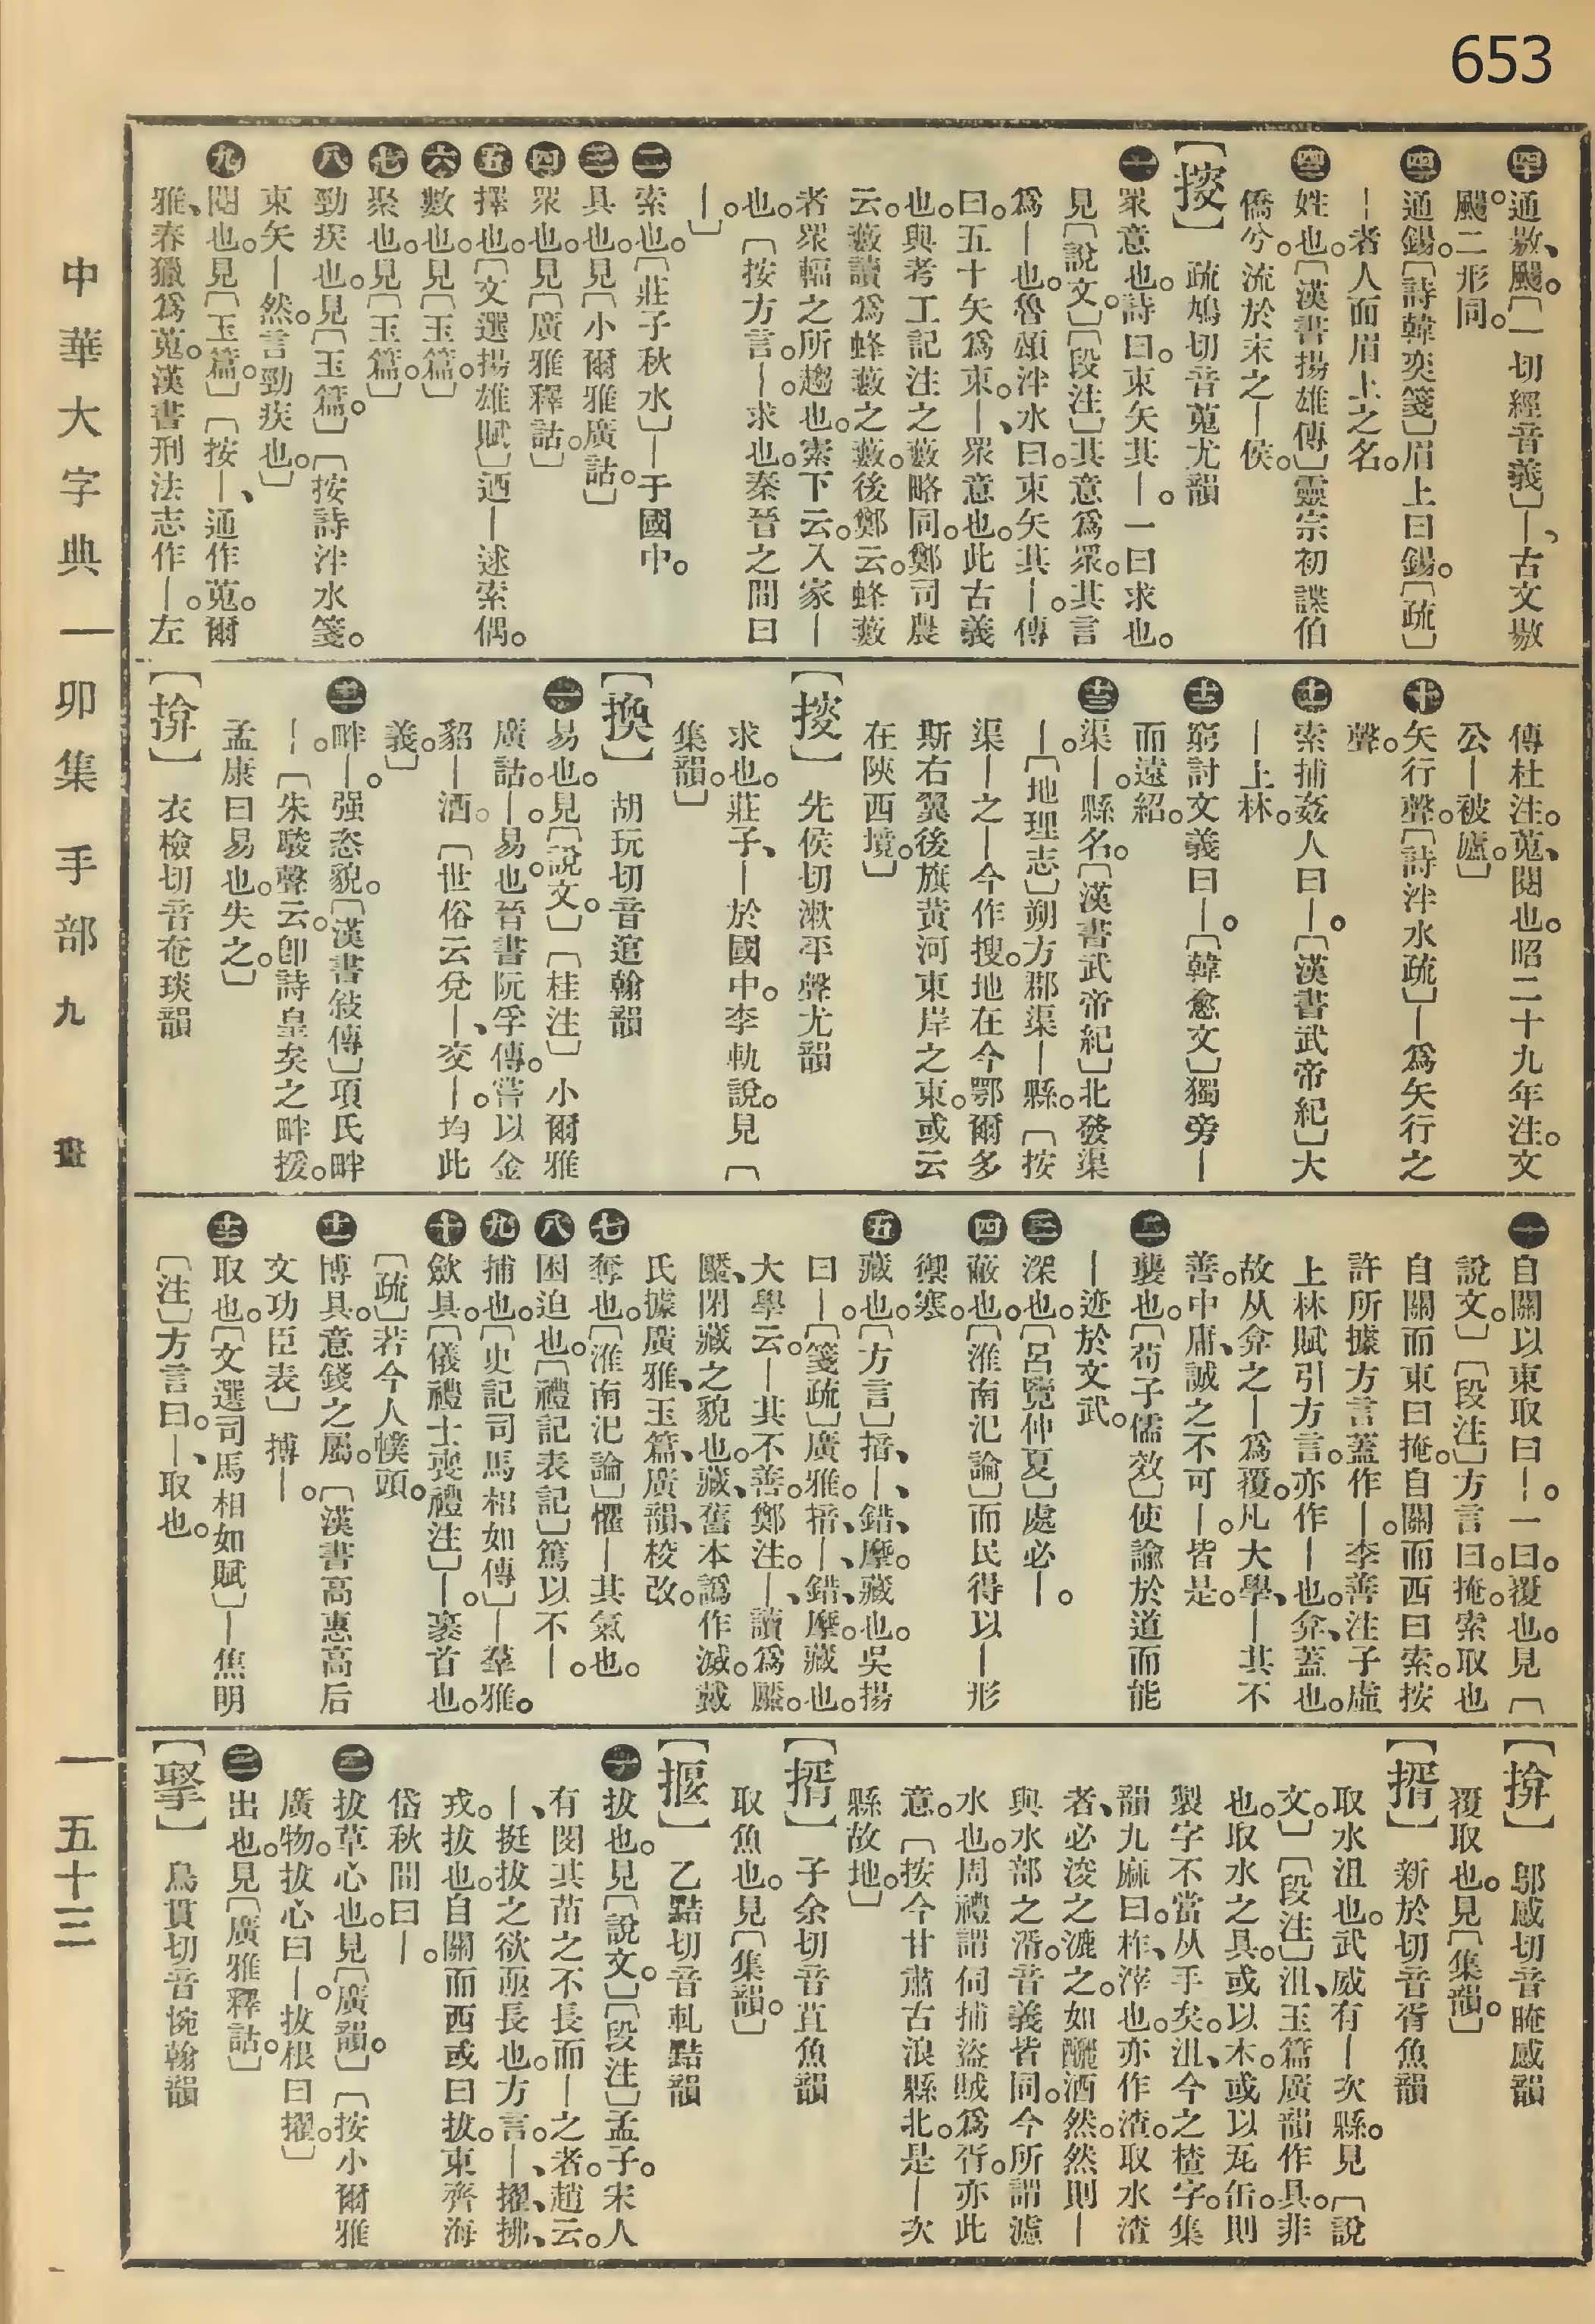 653
㊵通敭、颺。〔一切經音義〕—、古文敭
颺。二形同。
㊶通錫。〔詩韓奕箋〕眉上曰錫。〔疏〕
—者人而眉上之名。
㊷姓也。〔漢書揚雄傳〕靈宗初諜伯
僑兮。流於末之—侯。
〔㨃〕 疏鳩切音蒐尤韻
㊀眾意也。詩曰。束矢其—。一曰求也。
見〔說文。〕〔段注〕其意爲眾。其言
爲—也。魯頌泮水曰。束矢其—。傳
曰。五十矢爲束。—、眾意也。此古義
也。與考工記注之藪略同。鄭司農
云。藪讀爲蜂藪之藪。後鄭云。蜂藪
者眾輻之所趨也。索下云。入家—
也。〔按方言。—求也。秦晉之間曰
—。〕
㊁索也。〔莊子秋水〕—于國中。
㊂具也。見〔小爾雅廣詁。〕
㊃眾也。見〔廣雅釋詁。〕
㊄擇也。〔文選揚雄賦〕迺—逑索偶。
㊅數也。見〔玉篇。〕
㊆聚也。見〔玉篇。〕
㊇勁疾也。見〔玉篇。〕〔按詩泮水箋。
束矢—然。言勁疾也。〕
㊈閱也。見〔玉篇。〕〔按—、通作蒐。爾
雅、春獵爲蒐。漢書刑法志作—。左
傳杜注。蒐、閱也。昭二十九年注。文
公—被廬。〕
㊉矢行聲。〔詩泮水疏〕—爲矢行之
聲。
⓫索捕姦人曰—。〔漢書武帝紀〕大
—上林。
⓬窮討文義曰—。〔韓愈文〕獨旁—
而遠紹。
⓭渠—。縣名。〔漢書武帝紀〕北發渠
—。〔地理志〕朔方郡渠—縣。〔按
渠—之—今作搜。地在今鄂爾多
斯右翼後旗黃河東岸之東。或云
在陝西境。〕
〔㨃〕 先侯切漱平聲尤韻
求也。莊子、—於國中。李軌說。見〔
集韻。〕
〔換〕 胡玩切音逭翰韻
㊀易也。見〔說文。〕〔桂注〕小爾雅
廣詁。—。易也。晉書阮孚傳。嘗以金
貂—酒。〔世俗云兌—、交—。均此
義。〕
㊁畔—。强恣貌。〔漢書敍傳〕項氏畔
—。〔朱駿聲云。卽詩皇矣之畔援。
孟康曰易也。失之。〕
〔揜〕 衣檢切音奄琰韻
㊀自關以東取曰—。一曰。覆也。見〔
說文。〕〔段注〕方言曰。掩。索取也
自關而東曰掩。自關而西曰索。按
許所據方言蓋作—。李善注子虛
上林賦引方言。亦作—也。弇、蓋也。
故从弇之—爲覆。凡大學、—其不
善。中庸、誠之不可—。皆是。
㊁襲也。〔荀子儒效〕使諭於道而能
—迹於文武。
㊂深也。〔呂覽仲夏〕處必—。
㊃蔽也。〔淮南氾論〕而民得以—形
禦寒。
㊄藏也。〔方言〕揞、—、錯、摩。藏也。吳揚
曰—。〔箋疏〕廣雅。揞、—、錯、摩。藏也。
大學云。—其不善。鄭注。—、讀爲黶。
黶、閉藏之貌也。藏、舊本譌作滅。戴
氏據廣雅、玉篇、廣韻、校改。
㊆奪也。〔淮南氾論〕懼—其氣也。
㊇困迫也。〔禮記表記〕篤以不—。
㊈捕也。〔史記司馬相如傳〕—羣雅。
㊉斂具。〔儀禮士喪禮注〕—。裹首也。
〔疏〕若今人幞頭。
⓫博具。意錢之屬。〔漢書高惠高后
文功臣表〕搏—。
⓬取也。〔文選司馬相如賦〕—焦明
〔注〕方言曰。—、取也。
〔揜〕 鄔感切音晻感韻
覆取也。見〔集韻。〕
〔揟〕 新於切音胥魚韻
取水沮也。武威有—次縣。見〔說
文。〕〔段注〕沮、玉篇廣韻作具。非
也。取水之具。或以木。或以瓦缶。則
製字不當从手矣。沮、今之楂字。集
韻九麻曰。柞、滓也。亦作渣。取水渣
者、必浚之漉之。如釃酒然。然則—
與水部之湑。音義皆同。今所謂濾
水也。周禮謂伺捕盜賊爲胥。亦此
意。〔按今甘肅古浪縣北。是—次
縣故地。〕
〔揟〕 子余切音苴魚韻
取魚也。見〔集韻。〕
〔揠〕 乙黠切音軋黠韻
㊀拔也。見〔說文。〕〔段注〕孟子。宋人
有閔其苗之不長而—之者。趙云。
—、挺拔之欲亟長也。方言。—、擢、拂、
戎。拔也。自關而西或曰拔。東齊海
岱秋間曰—。
㊁拔草心也。見〔廣韻。〕〔按小爾雅
廣物。拔心曰—。拔根曰擢。〕
㊂出也。見〔廣雅釋詁。〕
〔掔〕 烏貫切音惋翰韻
中華大字典 卯集 手部 九畫 一五十三